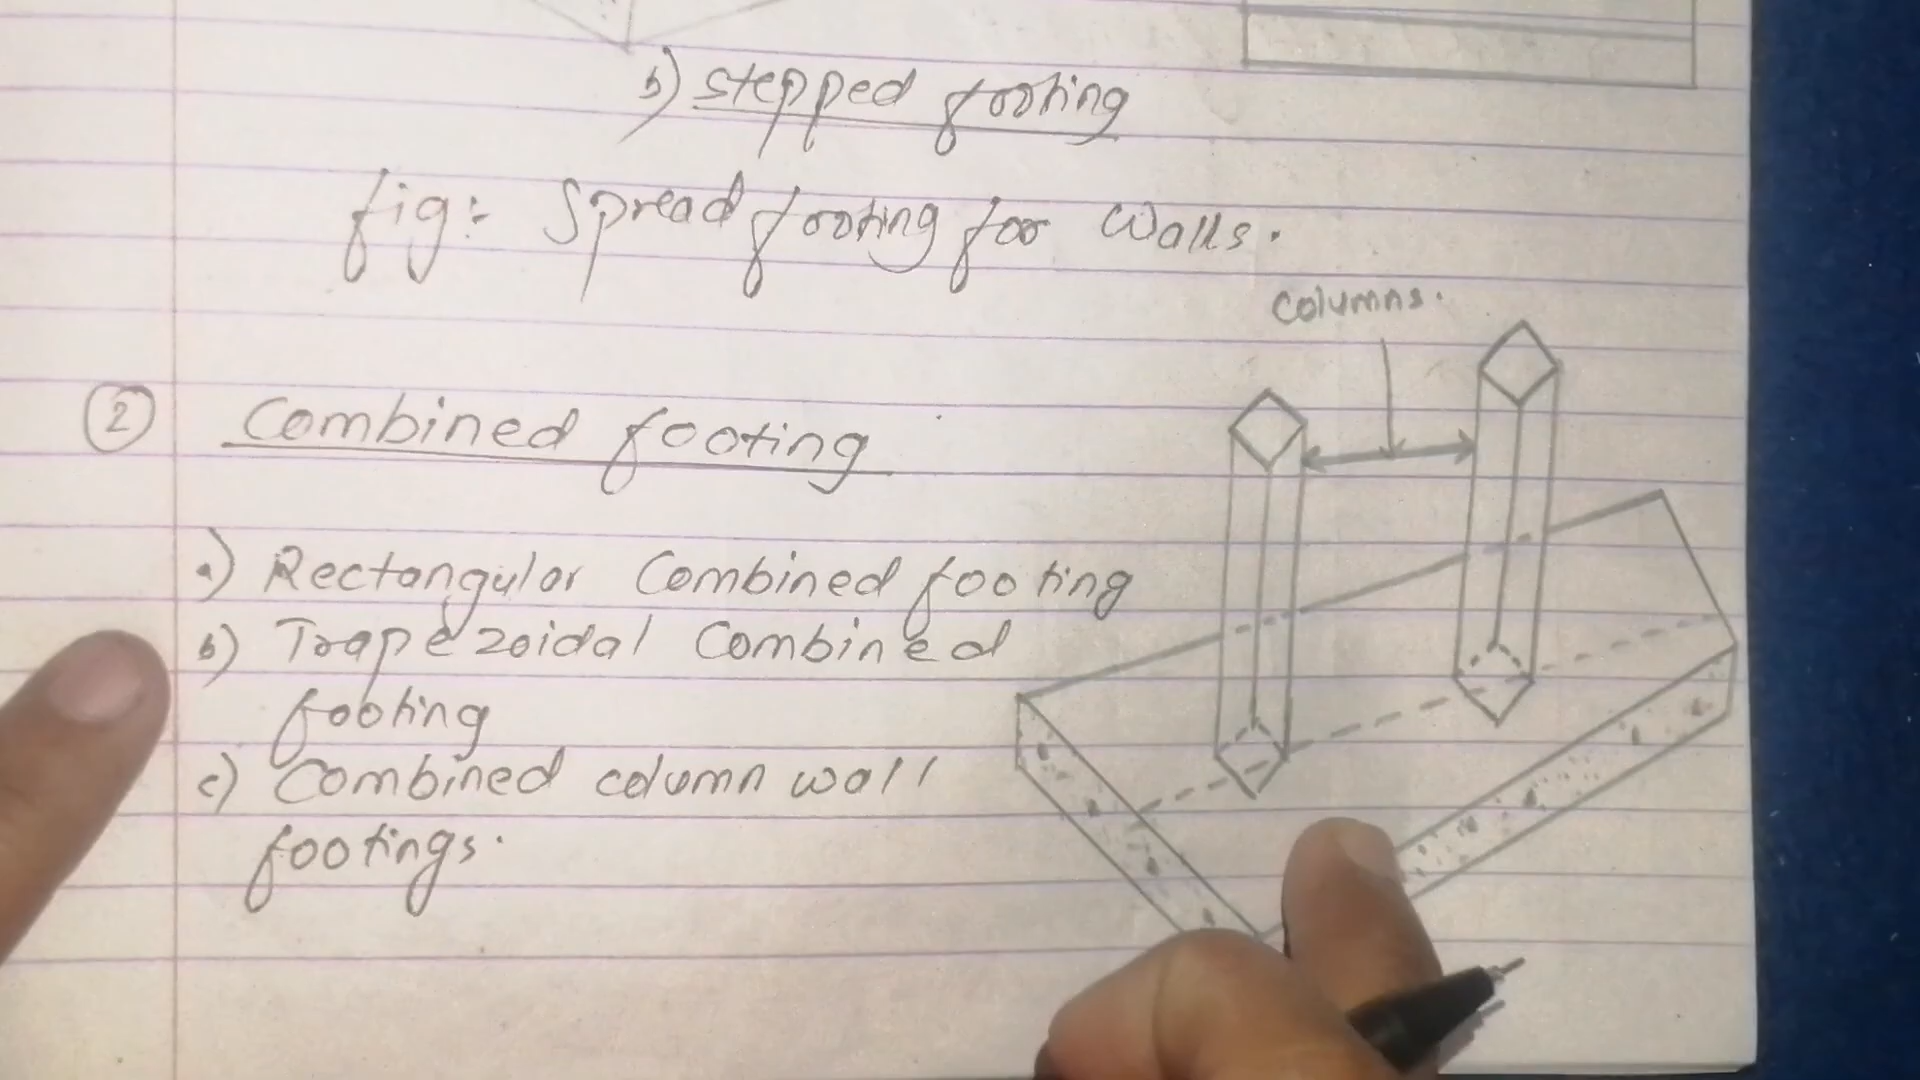 b) stepped footing
fig:- Spread footing for Walls.
Columns.
② Combined footing
a) Rectangular Combined footing
b) Trapezoidal Combined
footing
c) Combined column wall
footings.